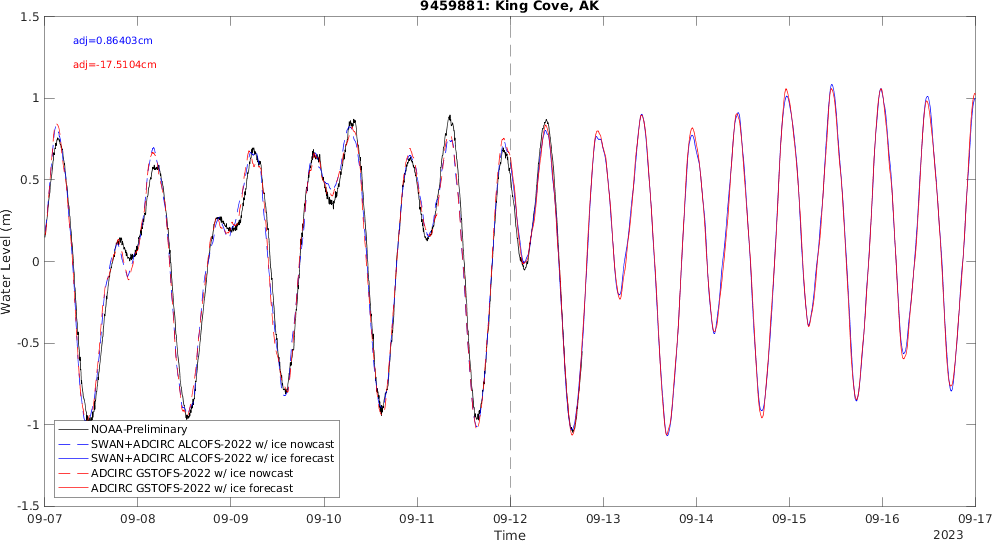 9459881: King Cove, AK
adj=0.86403cm
adj=-17.5104cm
Water Level (m)
1.5
1
0.5
0
-0.5
-1
-1.5
NOAA-Preliminary
SWAN+ADCIRC ALCOFS-2022 w/ ice nowcast
SWAN+ADCIRC ALCOFS-2022 w/ ice forecast
ADCIRC GSTOFS-2022 w/ ice nowcast
ADCIRC GSTOFS-2022 w/ ice forecast
09-07 09-08 09-09 09-10 09-11 09-12 09-13 09-14 09-15 09-16 09-17
Time
2023